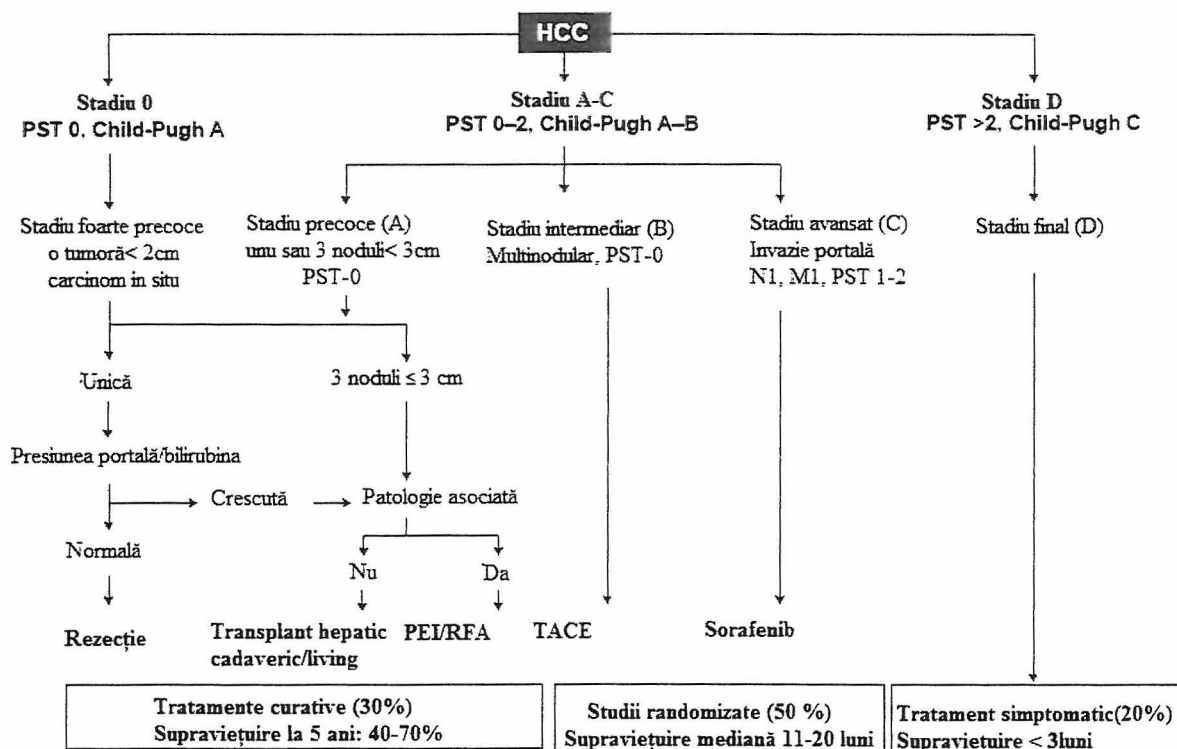 HCC
Stadiu 0
PST 0, Child-Pugh A
Stadiu A-C
PST 0–2, Child-Pugh A–B
Stadiu D
PST >2, Child-Pugh C
Stadiu foarte precoce
o tumoră< 2cm
carcinom in situ
Stadiu precoce (A)
unu sau 3 noduli< 3cm
PST-0
Stadiu intermediar (B)
Multinodular, PST-0
Stadiu avansat (C)
Invazie portală
N1, M1, PST 1-2
Stadiu final (D)
Unică
3 noduli ≤ 3 cm
Presiunea portală/bilirubina
Crescută
Patologie asociată
Normală
Nu
Da
Rezecție
Transplant hepatic
cadaveric/living
PEI/RFA
TACE
Sorafenib
Tratamente curative (30%)
Supraviețuire la 5 ani: 40-70%
Studii randomizate (50 %)
Supraviețuire mediană 11-20 luni
Tratament simptomatic(20%)
Supraviețuire < 3luni